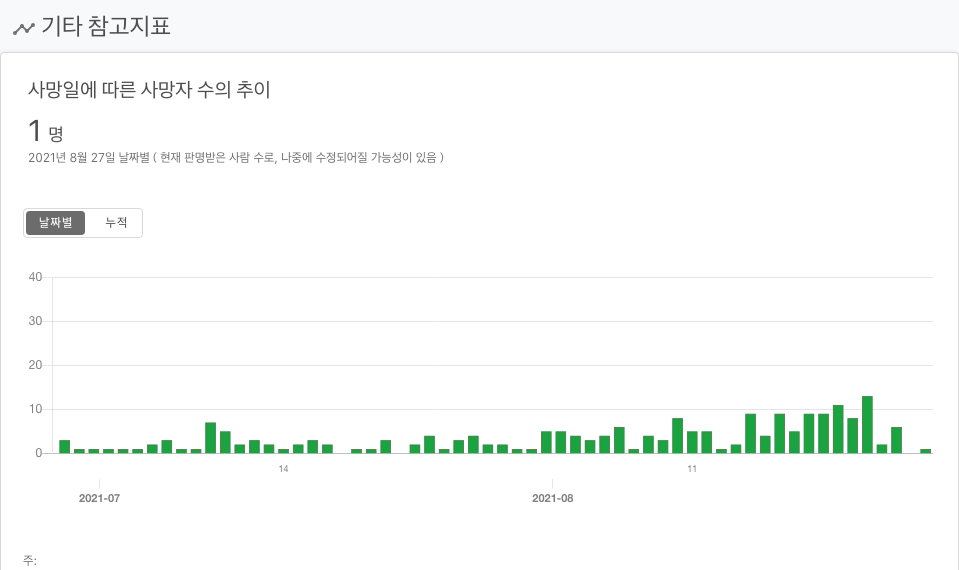 기타 참고지표
사망일에 따른 사망자 수의 추이
1 명
2021년 8월 27일 날짜별 ( 현재 판명받은 사람 수로, 나중에 수정되어질 가능성이 있음 )
날짜별 누적
40
30
20
10
0
14 11
2021-07 2021-08
주: